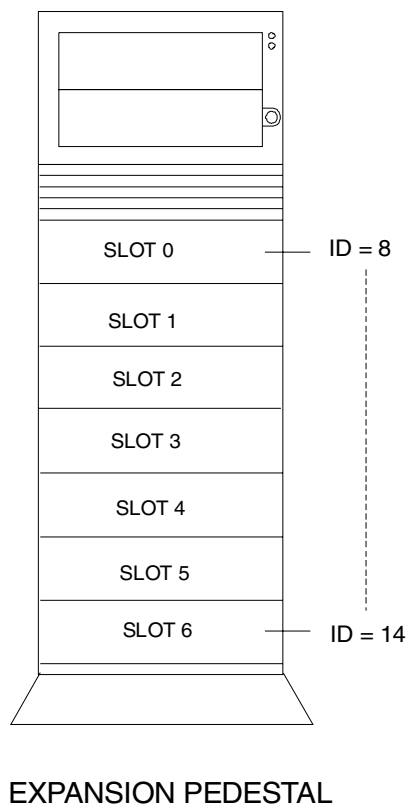 SLOT 0
ID = 8
SLOT 1
SLOT 2
SLOT 3
SLOT 4
SLOT 5
SLOT 6
ID = 14
EXPANSION PEDESTAL